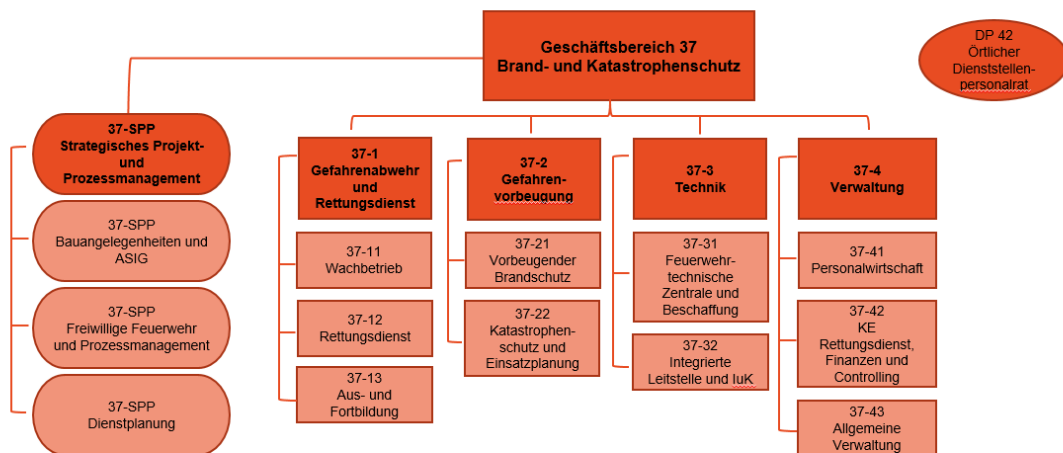 Geschäftsbereich 37
Brand- und Katastrophenschutz
DP 42
Örtlicher
Dienststellen-
personalrat
37-SPP
Strategisches Projekt-
und
Prozessmanagement
37-SPP
Bauangelegenheiten und
ASIG
37-SPP
Freiwillige Feuerwehr
und Prozessmanagement
37-SPP
Dienstplanung
37-1
Gefahrenabwehr
und
Rettungsdienst
37-11
Wachbetrieb
37-12
Rettungsdienst
37-13
Aus- und
Fortbildung
37-2
Gefahren-
vorbeugung
37-21
Vorbeugender
Brandschutz
37-22
Katastrophen-
schutz und
Einsatzplanung
37-3
Technik
37-31
Feuerwehr-
technische
Zentrale und
Beschaffung
37-32
Integrierte
Leitstelle und IuK
37-4
Verwaltung
37-41
Personalwirtschaft
37-42
KE
Rettungsdienst,
Finanzen und
Controlling
37-43
Allgemeine
Verwaltung